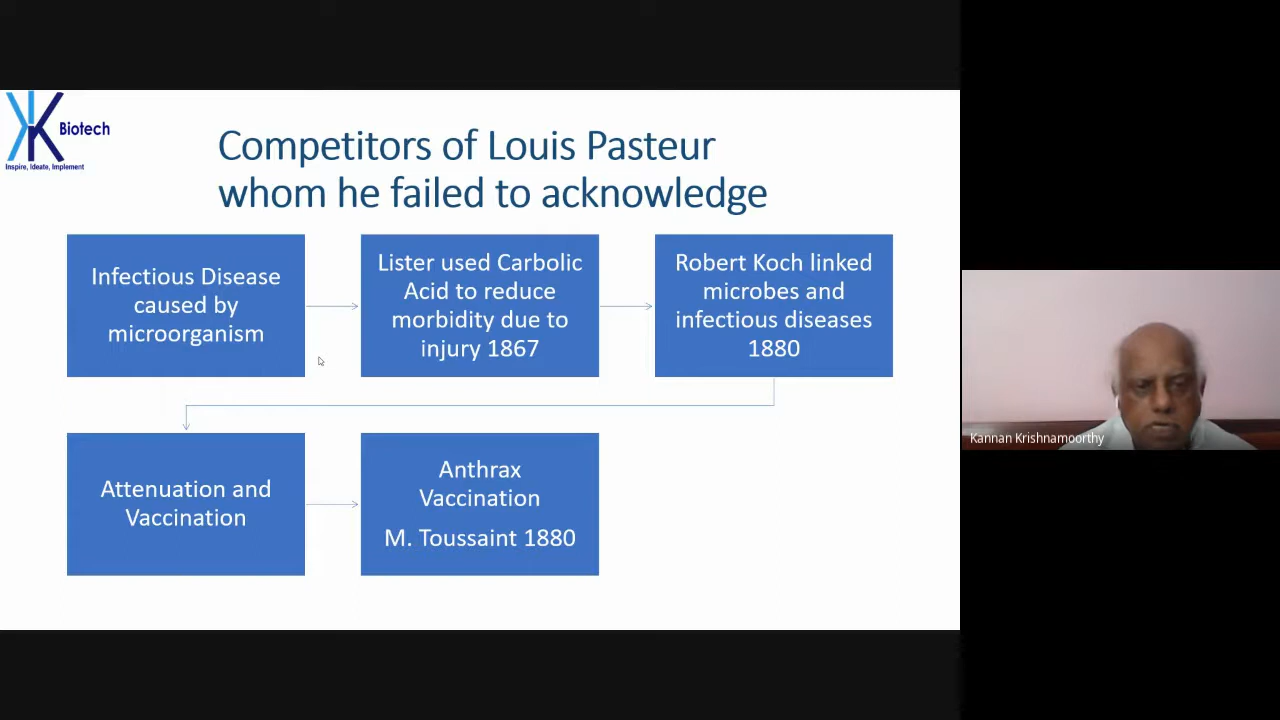 KK Biotech
Inspire, Ideate, Implement
Competitors of Louis Pasteur
whom he failed to acknowledge
Infectious Disease
caused by
microorganism
Lister used Carbolic
Acid to reduce
morbidity due to
injury 1867
Robert Koch linked
microbes and
infectious diseases
1880
Attenuation and
Vaccination
Anthrax
Vaccination
M. Toussaint 1880
Kannan Krishnamoorthy